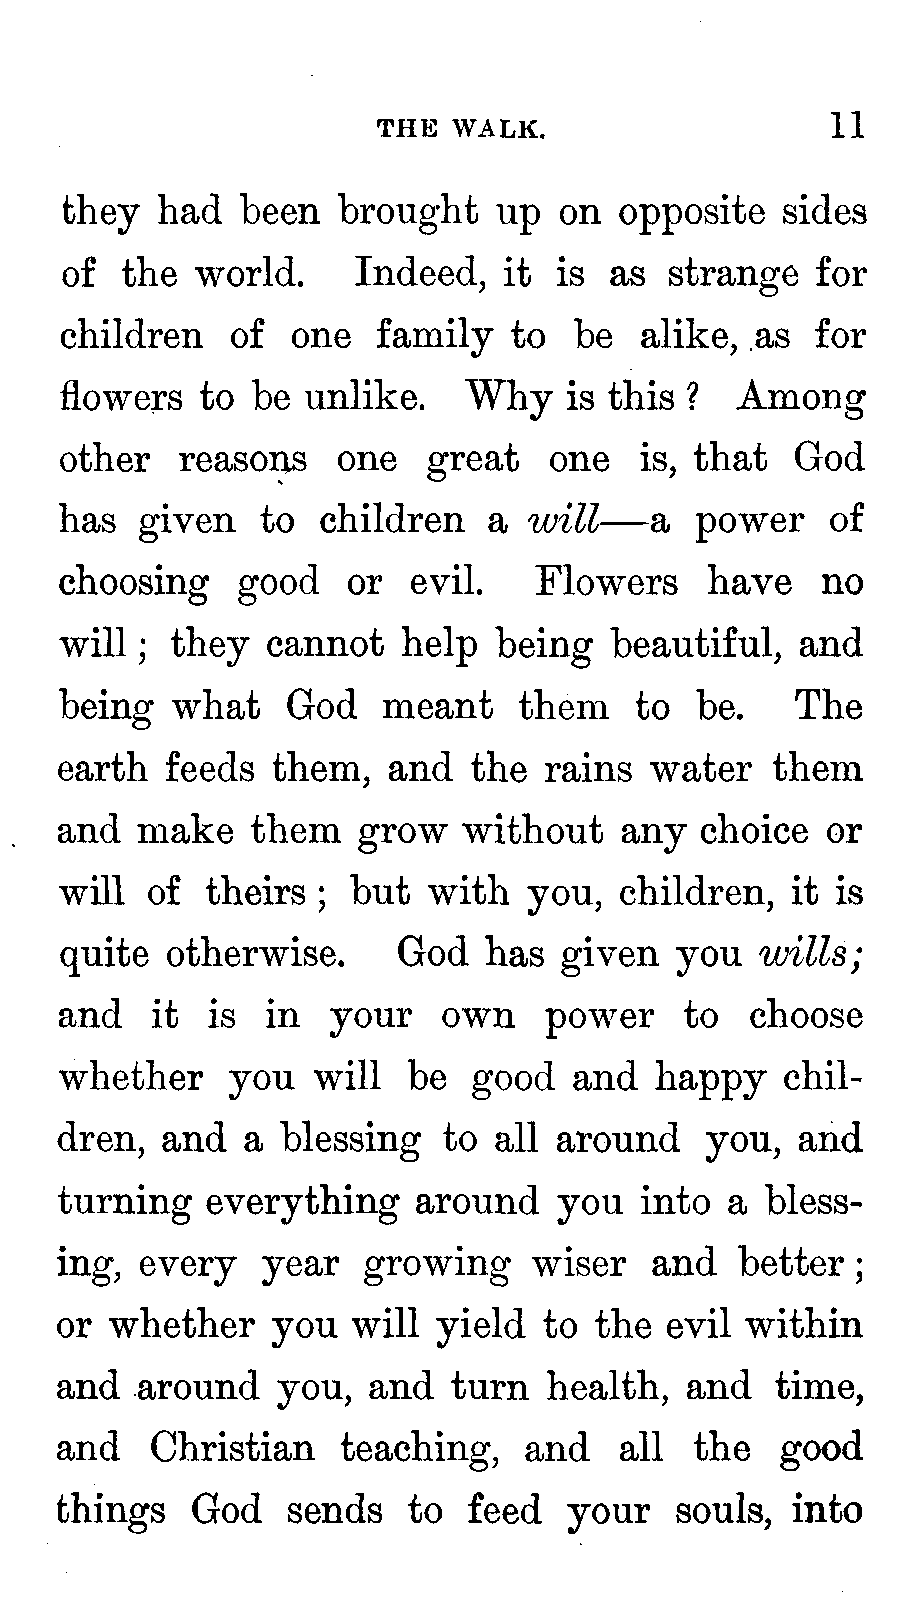 THE WALK. 11
they had been brought up on opposite sides
of the world. Indeed, it is as strange for
children of one family to be alike, as for
flowers to be unlike. Why is this ? Among
other reasons one great one is, that God
has given to children a will—a power of
choosing good or evil. Flowers have no
will ; they cannot help being beautiful, and
being what God meant them to be. The
earth feeds them, and the rains water them
and make them grow without any choice or
will of theirs ; but with you, children, it is
quite otherwise. God has given you wills;
and it is in your own power to choose
whether you will be good and happy chil-
dren, and a blessing to all around you, and
turning everything around you into a bless-
ing, every year growing wiser and better ;
or whether you will yield to the evil within
and around you, and turn health, and time,
and Christian teaching, and all the good
things God sends to feed your souls, into